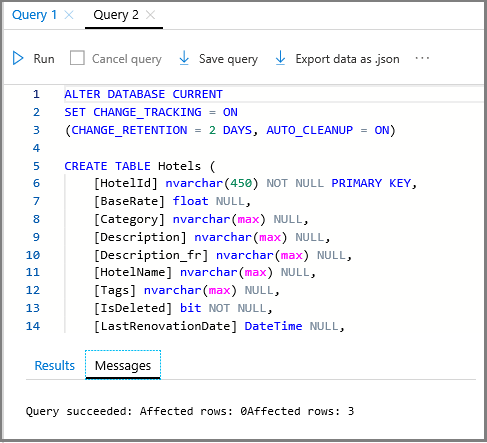 Query 1 × Query 2 ×
Run Cancel query Save query Export data as .json ...
1 ALTER DATABASE CURRENT
2 SET CHANGE_TRACKING = ON
3 (CHANGE_RETENTION = 2 DAYS, AUTO_CLEANUP = ON)
4
5 CREATE TABLE Hotels (
6 [HotelId] nvarchar(450) NOT NULL PRIMARY KEY,
7 [BaseRate] float NULL,
8 [Category] nvarchar(max) NULL,
9 [Description] nvarchar(max) NULL,
10 [Description_fr] nvarchar(max) NULL,
11 [HotelName] nvarchar(max) NULL,
12 [Tags] nvarchar(max) NULL,
13 [IsDeleted] bit NOT NULL,
14 [LastRenovationDate] DateTime NULL,
Results Messages
Query succeeded: Affected rows: 0Affected rows: 3